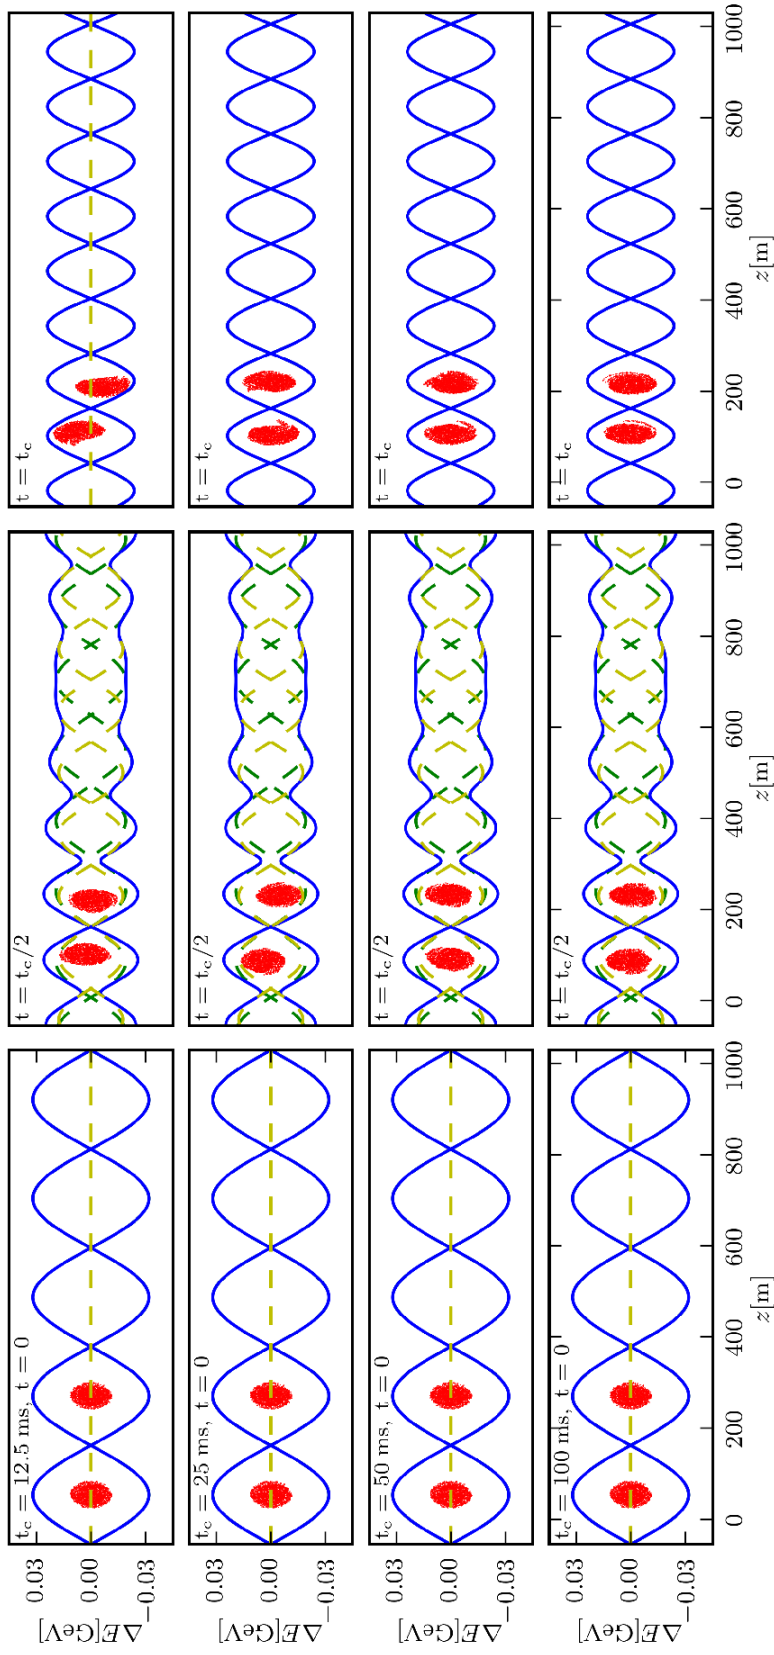 t_c = 12.5 ms, t = 0
t = t_c/2
t = t_c
ΔE[GeV]
0.03
0.00
−0.03
t_c = 25 ms, t = 0
t = t_c/2
t = t_c
ΔE[GeV]
0.03
0.00
−0.03
t_c = 50 ms, t = 0
t = t_c/2
t = t_c
ΔE[GeV]
0.03
0.00
−0.03
t_c = 100 ms, t = 0
t = t_c/2
t = t_c
ΔE[GeV]
0.03
0.00
−0.03
0 200 400 600 800 1000
0 200 400 600 800 1000
0 200 400 600 800 1000
z[m]
z[m]
z[m]